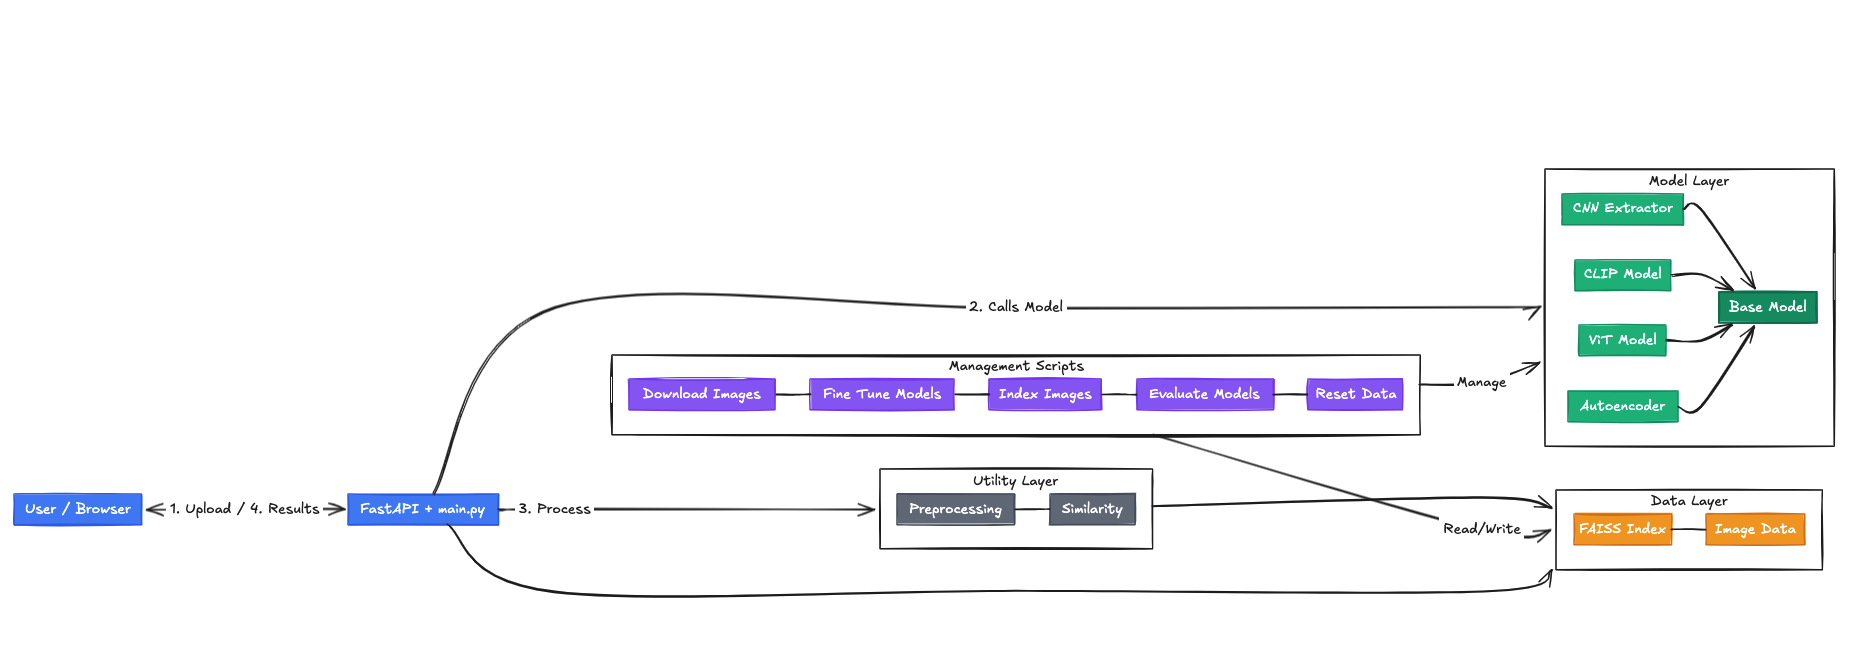 Model Layer
CNN Extractor
CLIP Model
Base Model
ViT Model
Autoencoder
2. Calls Model
Management Scripts
Download Images
Fine Tune Models
Index Images
Evaluate Models
Reset Data
Manage
User / Browser
1. Upload / 4. Results
FastAPI + main.py
3. Process
Utility Layer
Preprocessing
Similarity
Read/Write
Data Layer
FAISS Index
Image Data